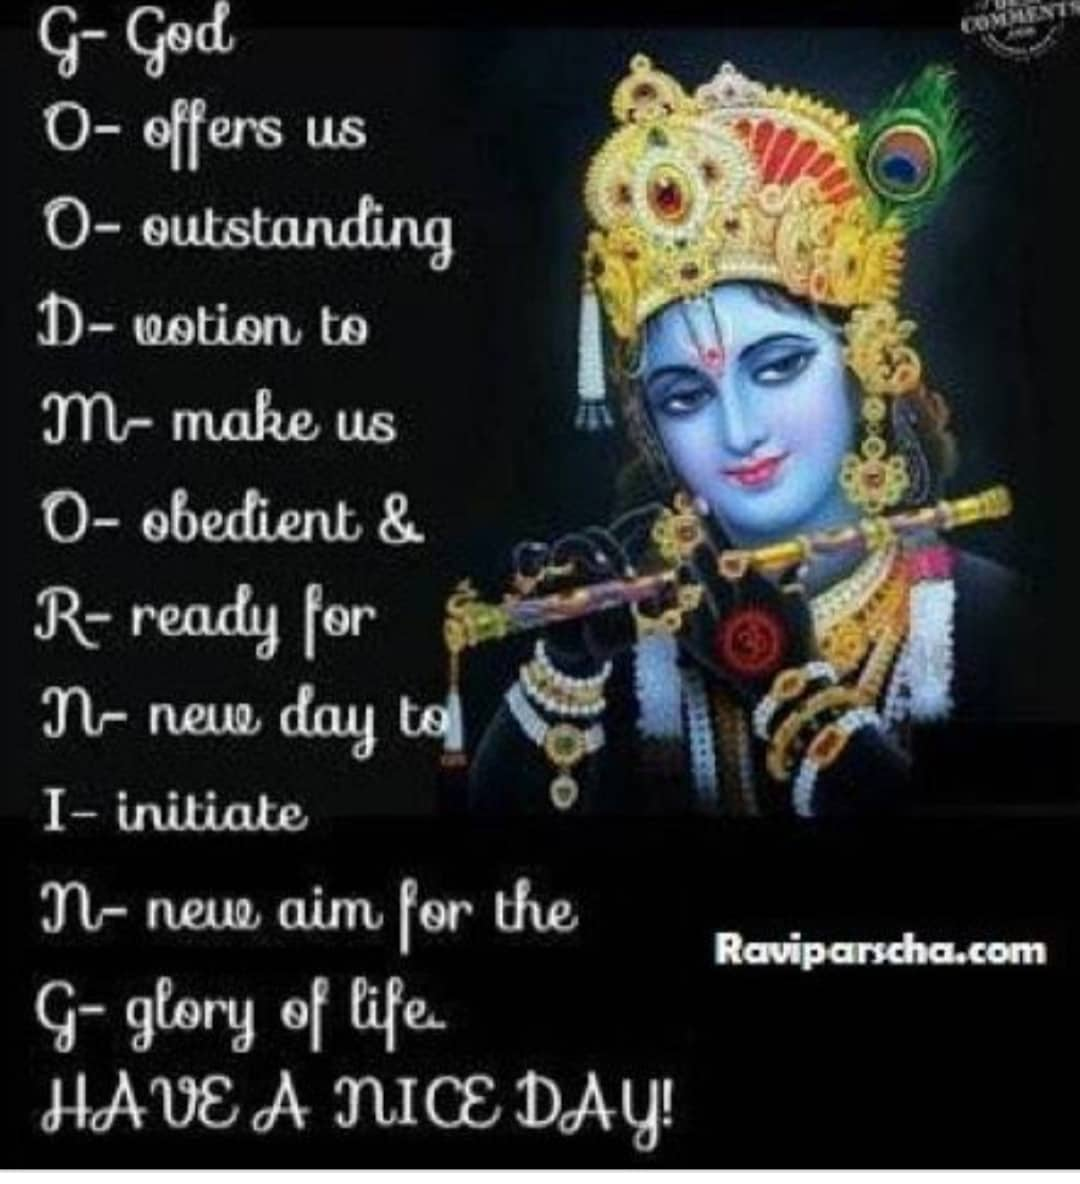 G- God
O- offers us
O- outstanding
D- votion to
M- make us
O- obedient &
R- ready for
N- new day to
I- initiate
N- new aim for the
G- glory of life.
HAVE A NICE DAY!
Raviparscha.com
COMMENTS